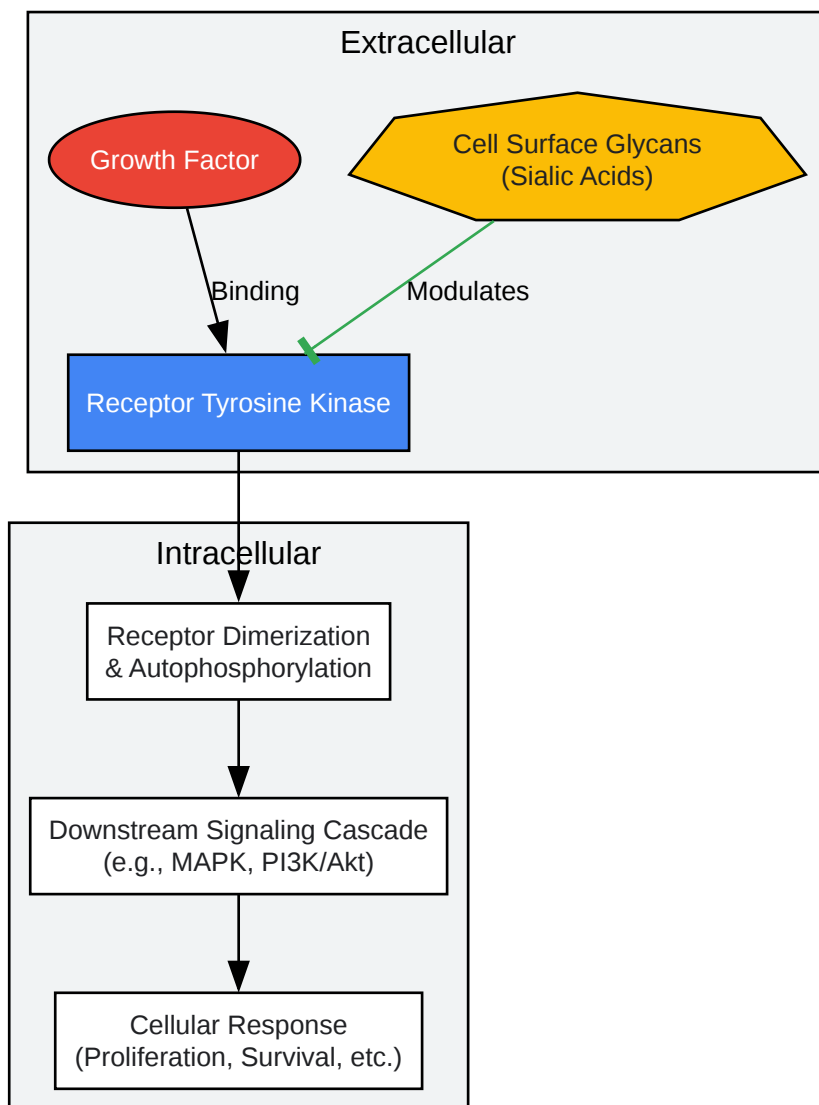 Extracellular
Growth Factor
Cell Surface Glycans
(Sialic Acids)
Binding
Modulates
Receptor Tyrosine Kinase
Intracellular
Receptor Dimerization
& Autophosphorylation
Downstream Signaling Cascade
(e.g., MAPK, PI3K/Akt)
Cellular Response
(Proliferation, Survival, etc.)